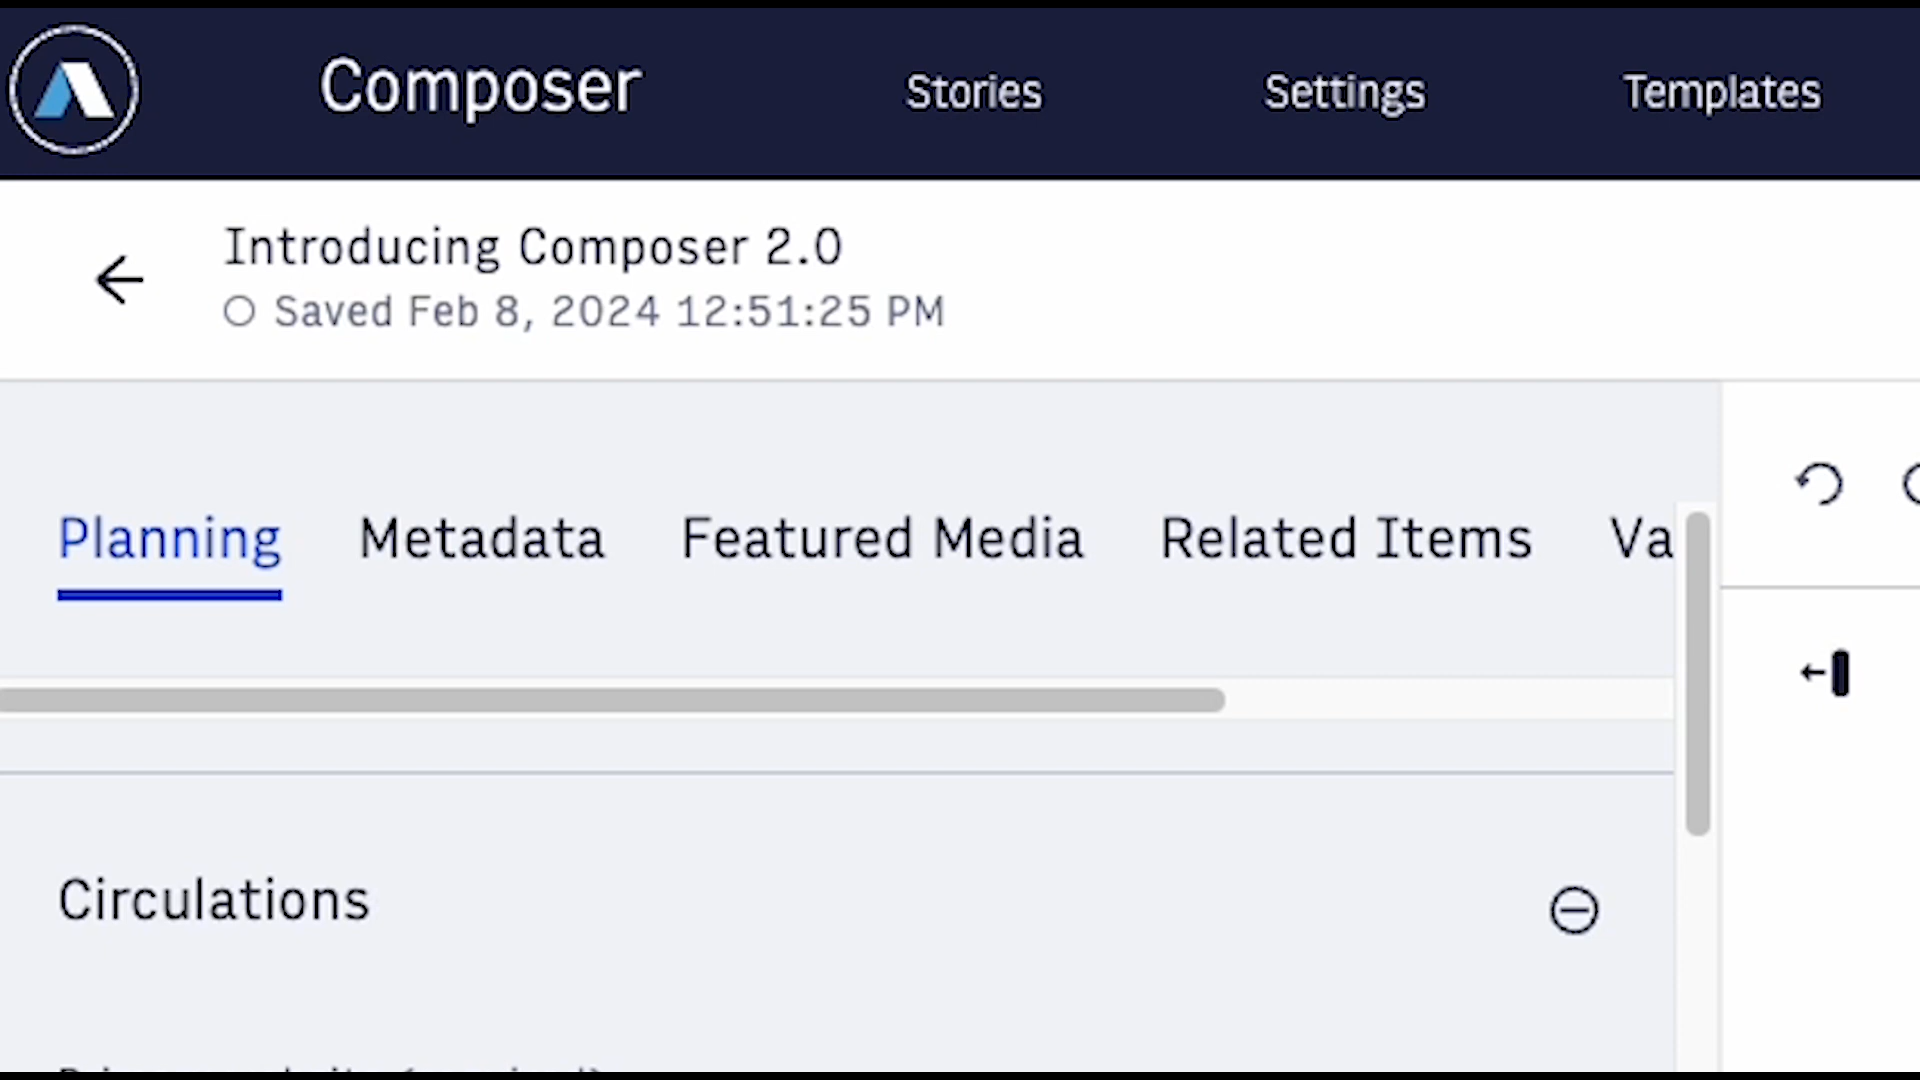 Composer Stories Settings Templates
Introducing Composer 2.0
Saved Feb 8, 2024 12:51:25 PM
Planning Metadata Featured Media Related Items Va
Circulations